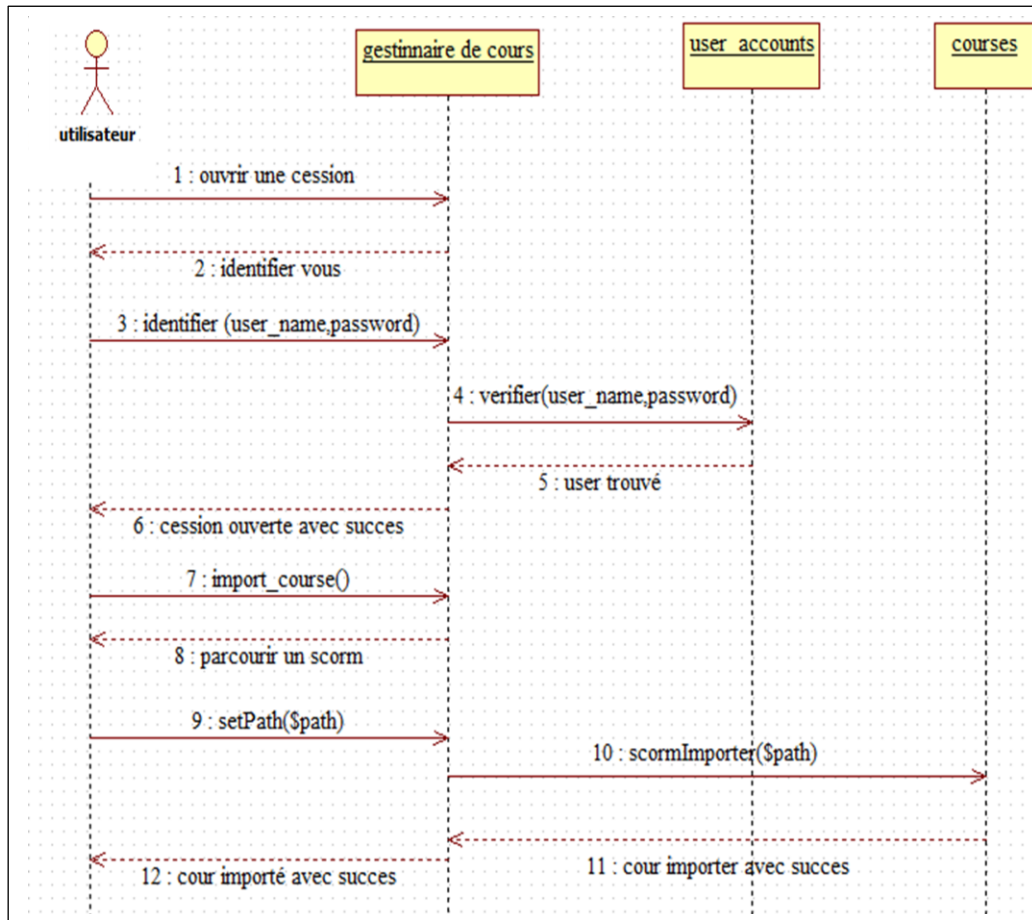 gestinnaire de cours
user_accounts
courses
utilisateur
1 : ouvrir une cession
2 : identifier vous
3 : identifier (user_name,password)
4 : verifier(user_name,password)
5 : user trouvé
6 : cession ouverte avec succes
7 : import_course()
8 : parcourir un scorm
9 : setPath($path)
10 : scormImporter($path)
11 : cour importer avec succes
12 : cour importé avec succes